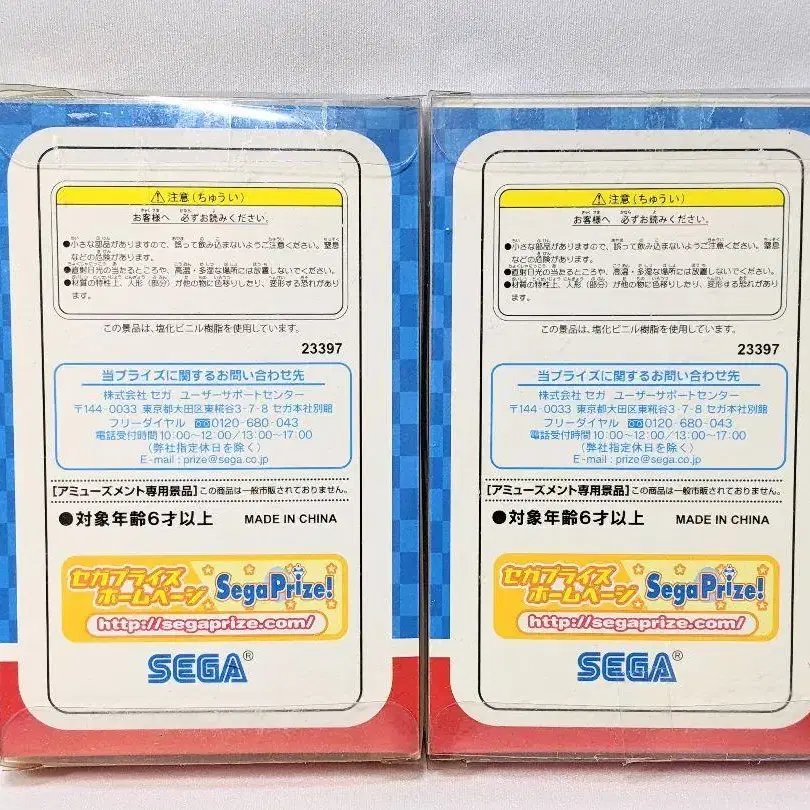 ⚠注意(ちゅうい)
お客様へ 必ずお読みください。
●小さな部品がありますので、誤って飲み込まないようご注意ください。窒息
などの危険があります。
●直射日光の当たるところや、高温・多湿な場所には放置しないでください。
●材質の特性上、人形(部分)が他の物に色移りしたり、変形する恐れがあり
ます。
この景品は、塩化ビニル樹脂を使用しています。
23397
当プライズに関するお問い合わせ先
株式会社 セガ ユーザーサポートセンター
〒144-0033 東京都大田区東糀谷3-7-8 セガ本社別館
フリーダイヤル 0120-680-043
電話受付時間 10:00~12:00/13:00~17:00
(弊社指定休日を除く)
E-mail:prize@sega.co.jp
[アミューズメント専用景品]この商品は一般市販されておりません。
●対象年齢6才以上 MADE IN CHINA
セガプライズ
ホームページ SegaPrize!
http://segaprize.com/
SEGA®
⚠注意(ちゅうい)
お客様へ 必ずお読みください。
●小さな部品がありますので、誤って飲み込まないようご注意ください。窒息
などの危険があります。
●直射日光の当たるところや、高温・多湿な場所には放置しないでください。
●材質の特性上、人形(部分)が他の物に色移りしたり、変形する恐れがあり
ます。
この景品は、塩化ビニル樹脂を使用しています。
23397
当プライズに関するお問い合わせ先
株式会社 セガ ユーザーサポートセンター
〒144-0033 東京都大田区東糀谷3-7-8 セガ本社別館
フリーダイヤル 0120-680-043
電話受付時間 10:00~12:00/13:00~17:00
(弊社指定休日を除く)
E-mail:prize@sega.co.jp
[アミューズメント専用景品]この商品は一般市販されておりません。
●対象年齢6才以上 MADE IN CHINA
セガプライズ
ホームページ SegaPrize!
http://segaprize.com/
SEGA®